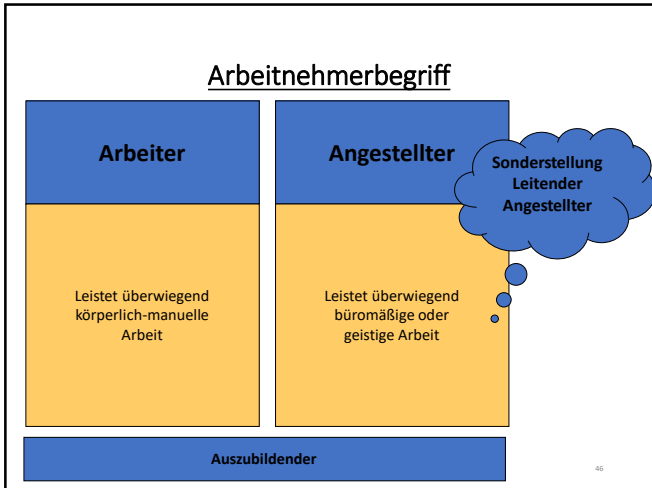 Arbeitnehmerbegriff
Arbeiter
Angestellter
Sonderstellung
Leitender
Angestellter
Leistet überwiegend
körperlich-manuelle
Arbeit
Leistet überwiegend
büromäßige oder
geistige Arbeit
Auszubildender
46